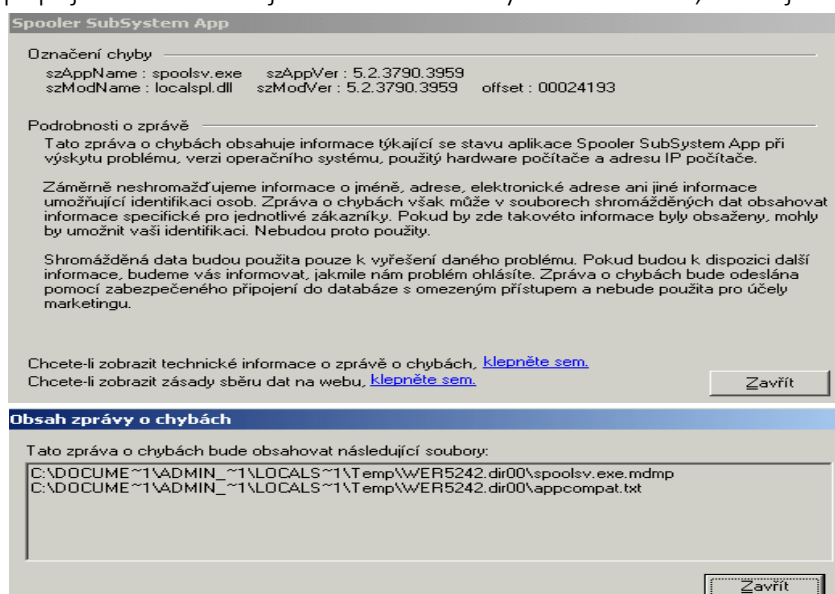 Spooler SubSystem App
Označení chyby
szAppName : spoolsv.exe szAppVer : 5.2.3790.3959
szModName : localspl.dll szModVer : 5.2.3790.3959 offset : 00024193
Podrobnosti o zprávě
Tato zpráva o chybách obsahuje informace týkající se stavu aplikace Spooler SubSystem App při
výskytu problému, verzi operačního systému, použitý hardware počítače a adresu IP počítače.
Záměrně neshromažďujeme informace o jméně, adrese, elektronické adrese ani jiné informace
umožňující identifikaci osob. Zpráva o chybách však může v souborech shromážděných dat obsahovat
informace specifické pro jednotlivé zákazníky. Pokud by zde takovéto informace byly obsaženy, mohly
by umožnit vaši identifikaci. Nebudou proto použity.
Shromážděná data budou použita pouze k vyřešení daného problému. Pokud budou k dispozici další
informace, budeme vás informovat, jakmile nám problém ohlásíte. Zpráva o chybách bude odeslána
pomocí zabezpečeného připojení do databáze s omezeným přístupem a nebude použita pro účely
marketingu.
Chcete-li zobrazit technické informace o zprávě o chybách, klepněte sem.
Chcete-li zobrazit zásady sběru dat na webu, klepněte sem.
Zavřít
Obsah zprávy o chybách
Tato zpráva o chybách bude obsahovat následující soubory:
C:\DOCUME~1\ADMIN_~1\LOCALS~1\Temp\WER5242.dir00\spoolsv.exe.mdmp
C:\DOCUME~1\ADMIN_~1\LOCALS~1\Temp\WER5242.dir00\appcompat.txt
Zavřít